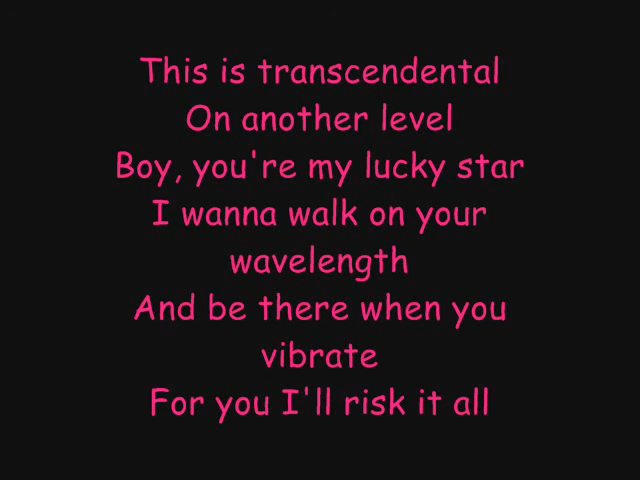 This is transcendental
On another level
Boy, you're my lucky star
I wanna walk on your
wavelength
And be there when you
vibrate
For you I'll risk it all